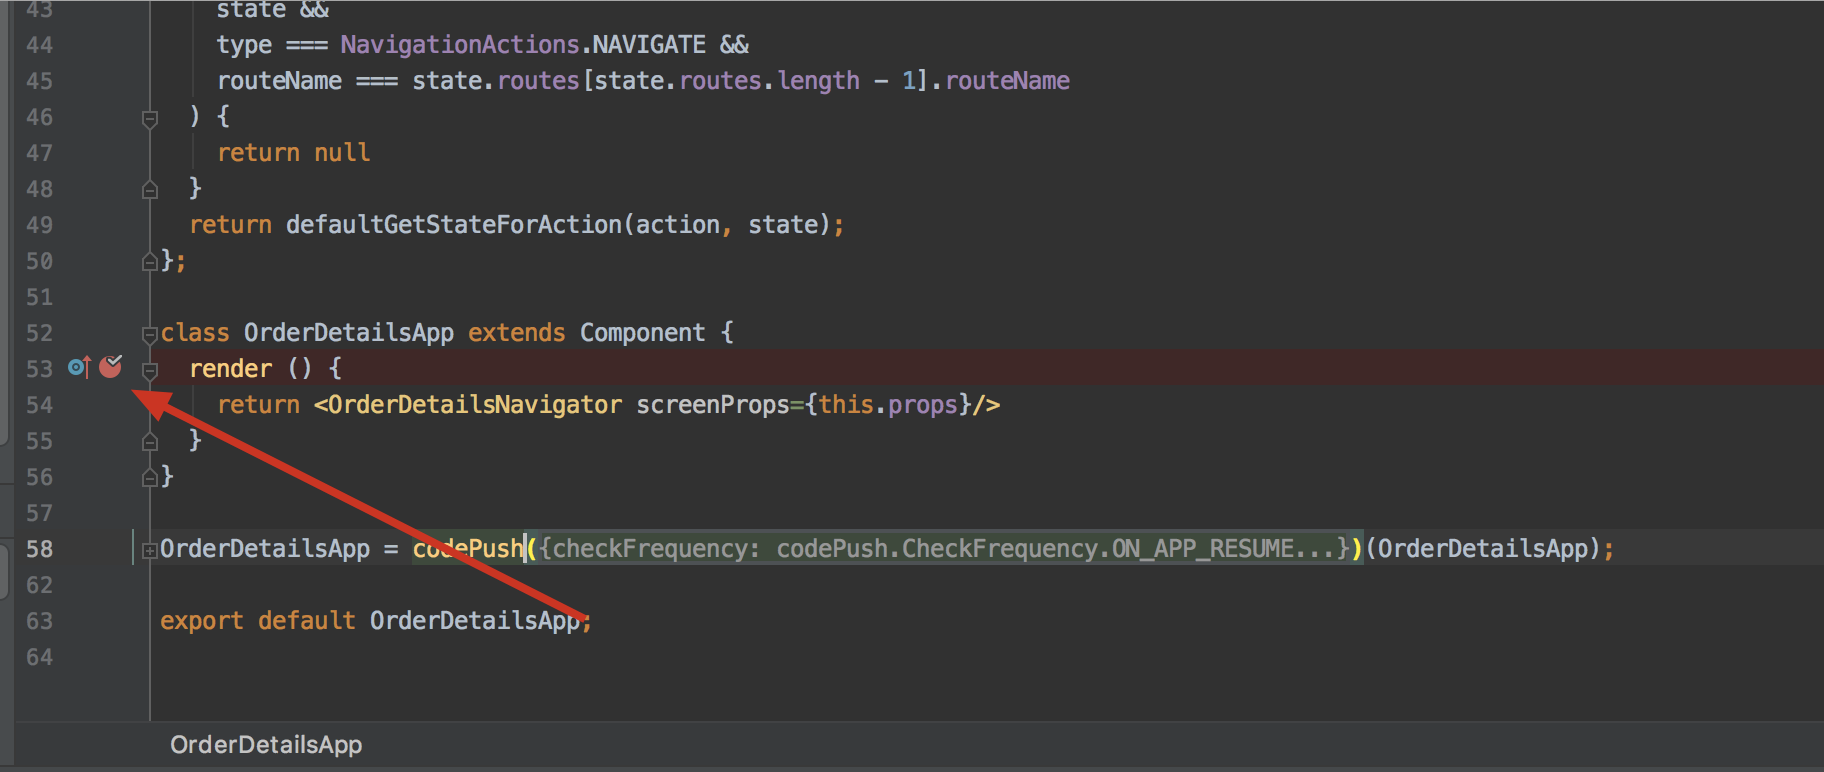 43 state &&
44 type === NavigationActions.NAVIGATE &&
45 routeName === state.routes[state.routes.length - 1].routeName
46 ) {
47 return null
48 }
49 return defaultGetStateForAction(action, state);
50 };
51
52 class OrderDetailsApp extends Component {
53 render () {
54 return <OrderDetailsNavigator screenProps={this.props}/>
55 }
56 }
57
58 OrderDetailsApp = codePush({checkFrequency: codePush.CheckFrequency.ON_APP_RESUME...})(OrderDetailsApp);
62
63 export default OrderDetailsApp;
64
OrderDetailsApp